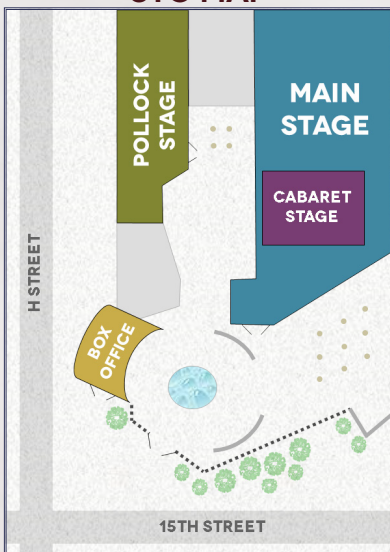 POLLOCK
STAGE
MAIN
STAGE
CABARET
STAGE
H STREET
BOX
OFFICE
15TH STREET